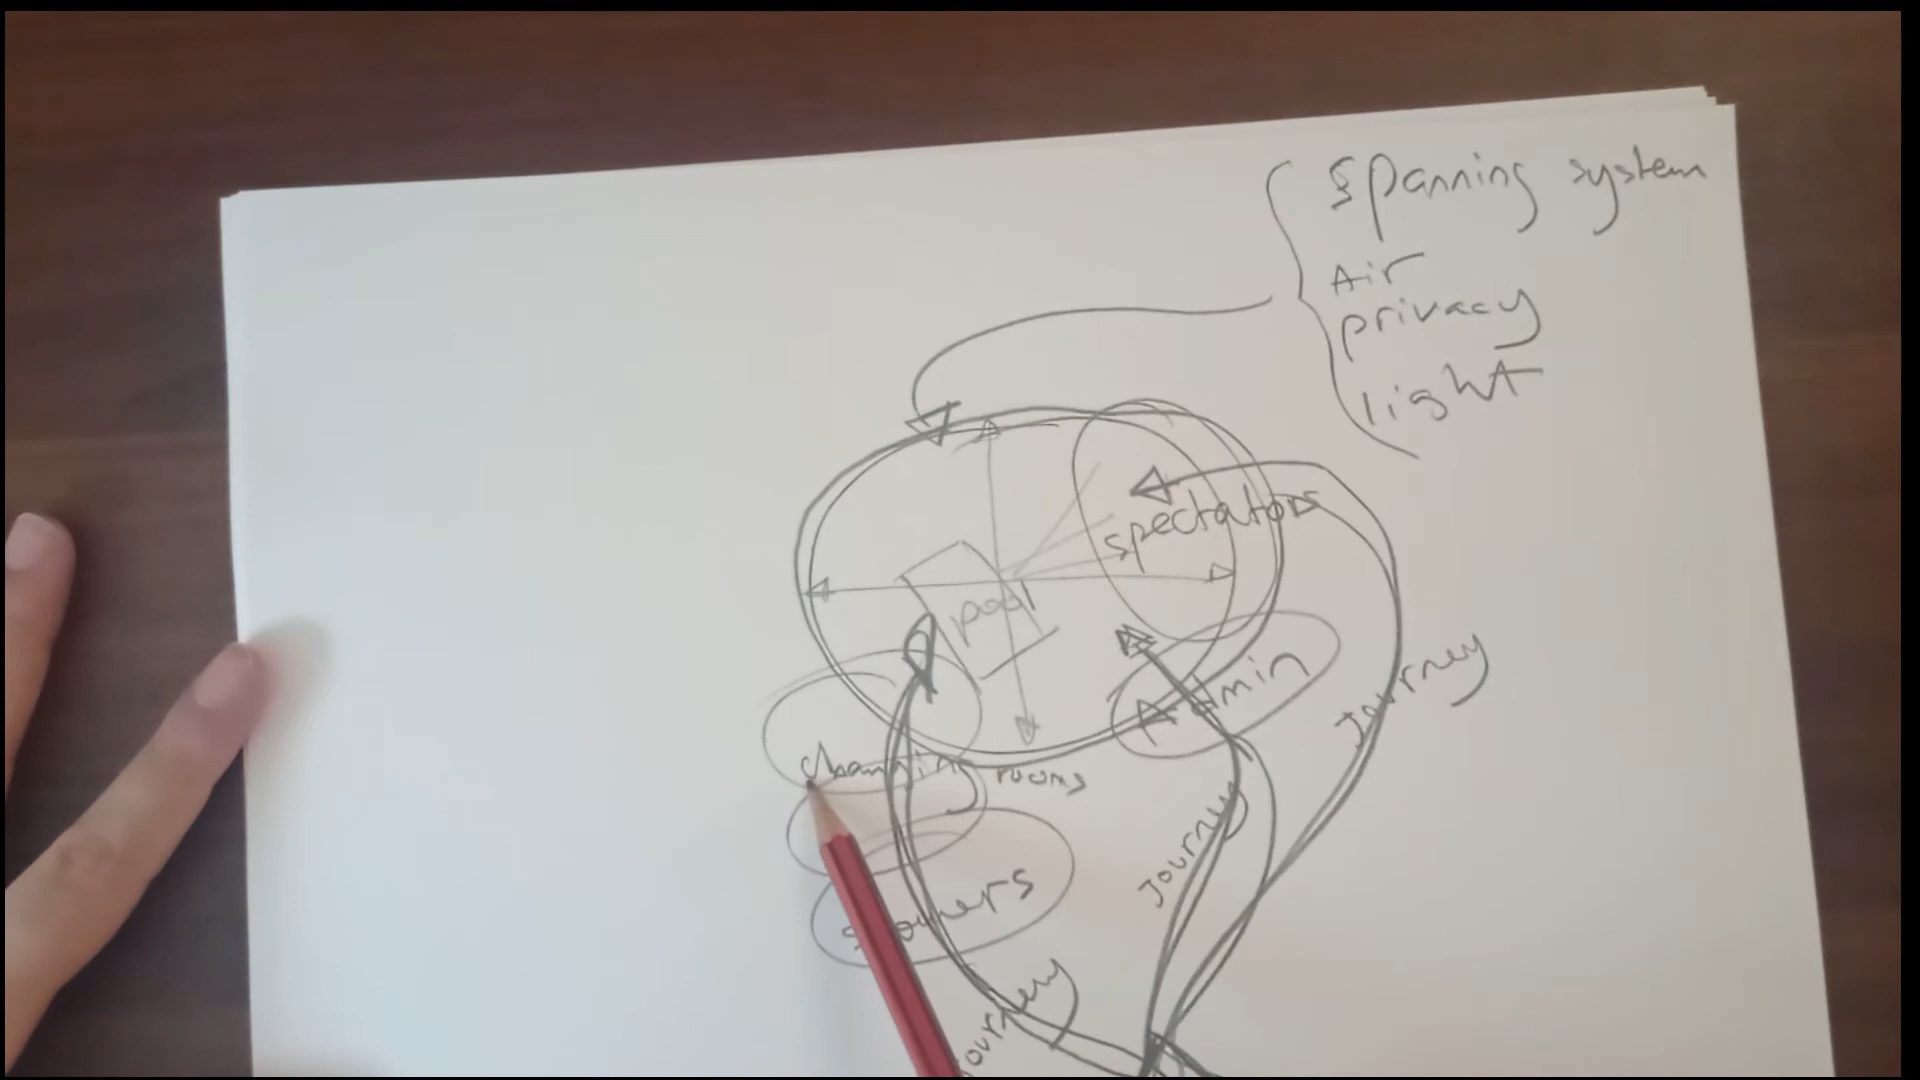 Spanning system
Air
privacy
light
spectators
pool
Admin
Journey
changing rooms
Journey
showers
Journey